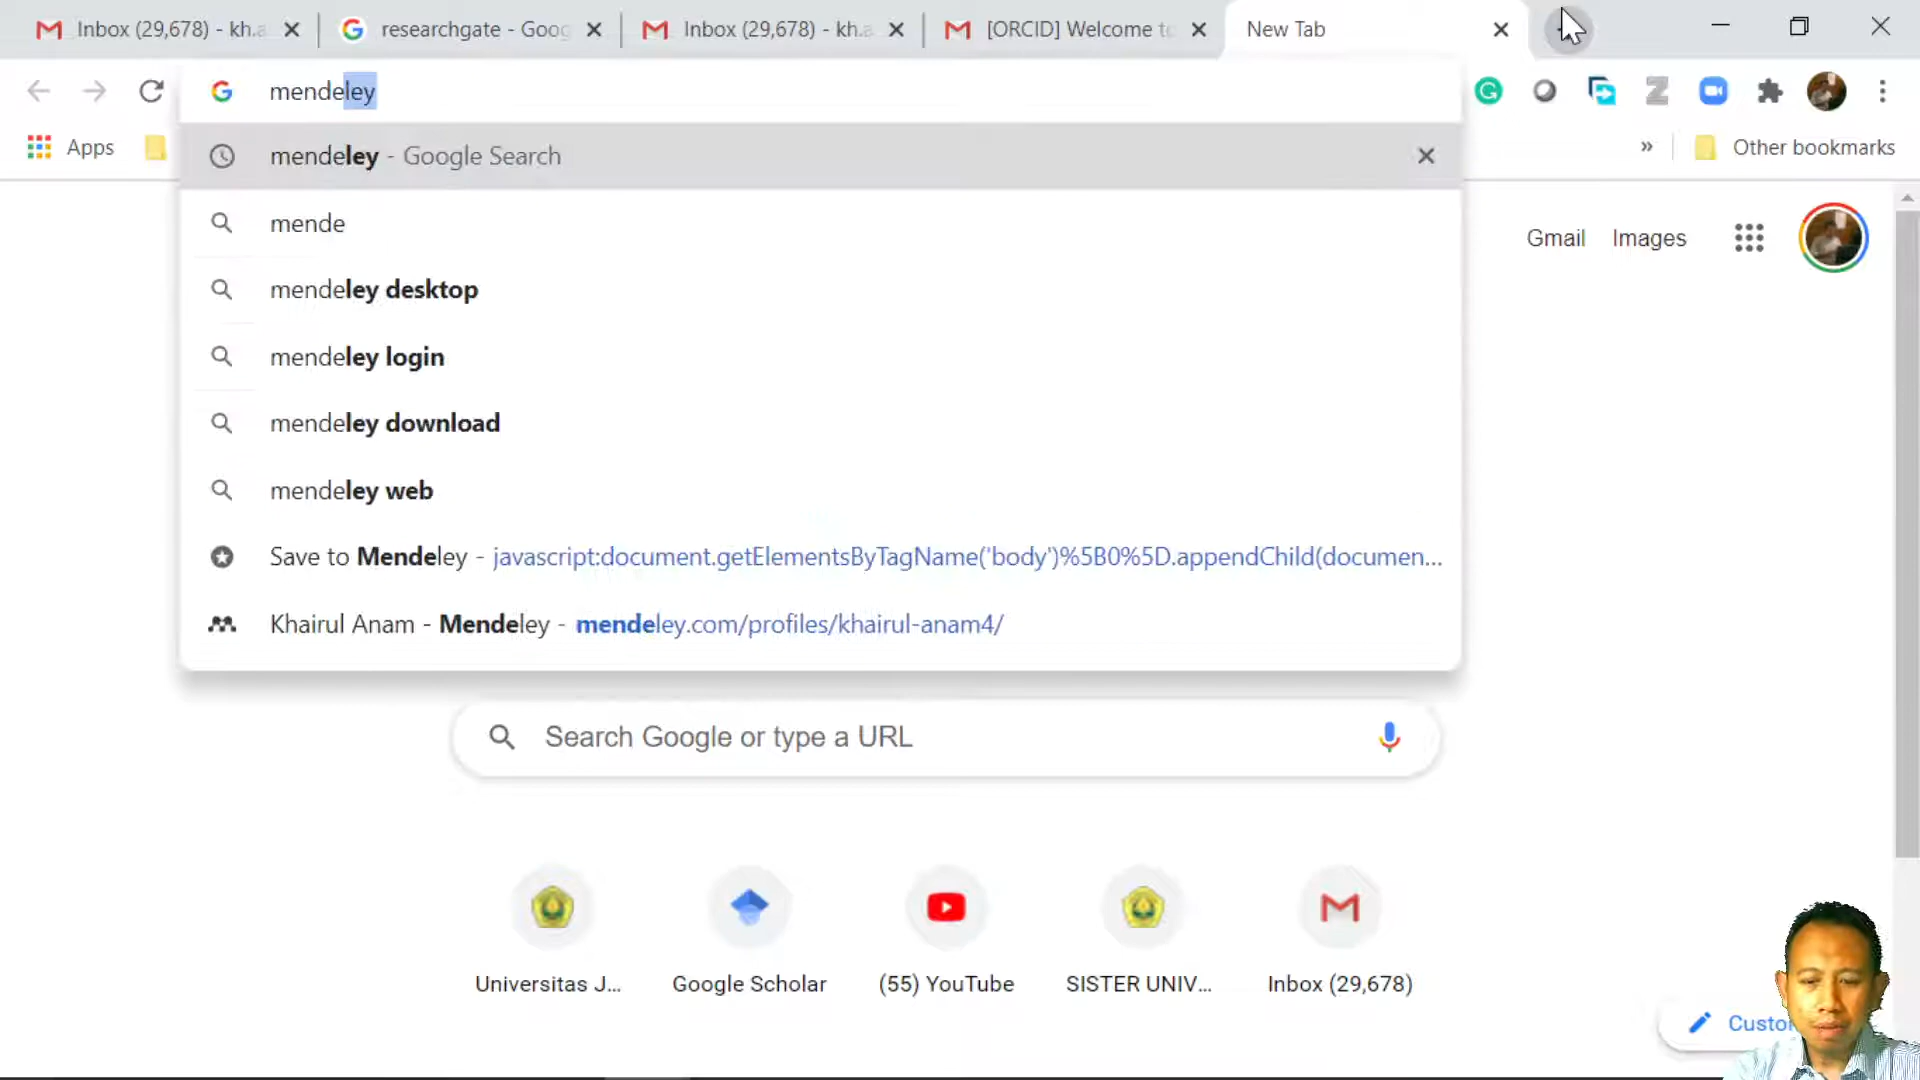 Inbox (29,678) - kh.a
researchgate - Goog
Inbox (29,678) - kh.a
[ORCID] Welcome to
New Tab
mendeley
Apps
Other bookmarks
mendeley - Google Search
mende
mendeley desktop
mendeley login
mendeley download
mendeley web
Save to Mendeley - javascript:document.getElementsByTagName('body')%5B0%5D.appendChild(documen...
Khairul Anam - Mendeley - mendeley.com/profiles/khairul-anam4/
Gmail
Images
Search Google or type a URL
Universitas J...
Google Scholar
(55) YouTube
SISTER UNIV...
Inbox (29,678)